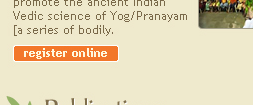 promote the ancient Indian
Vedic science of Yog/Pranayam
[a series of bodily.
register online